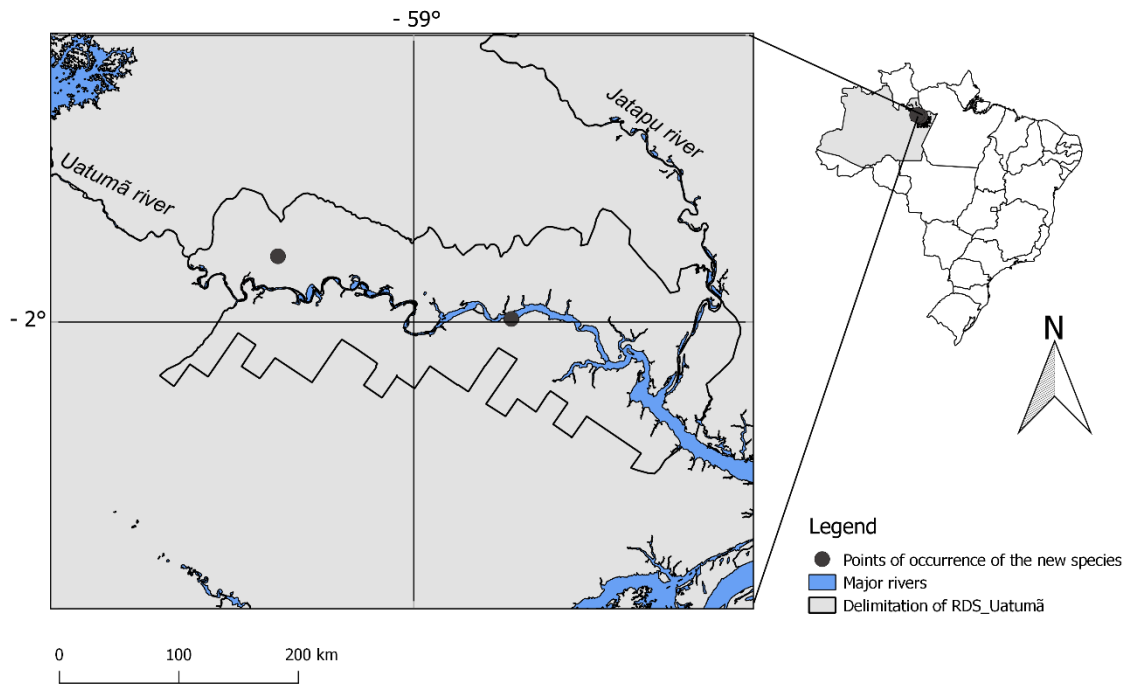 - 59°
Jatapu river
Uatumã river
- 2°
N
Legend
Points of occurrence of the new species
Major rivers
Delimitation of RDS_Uatumã
0 100 200 km